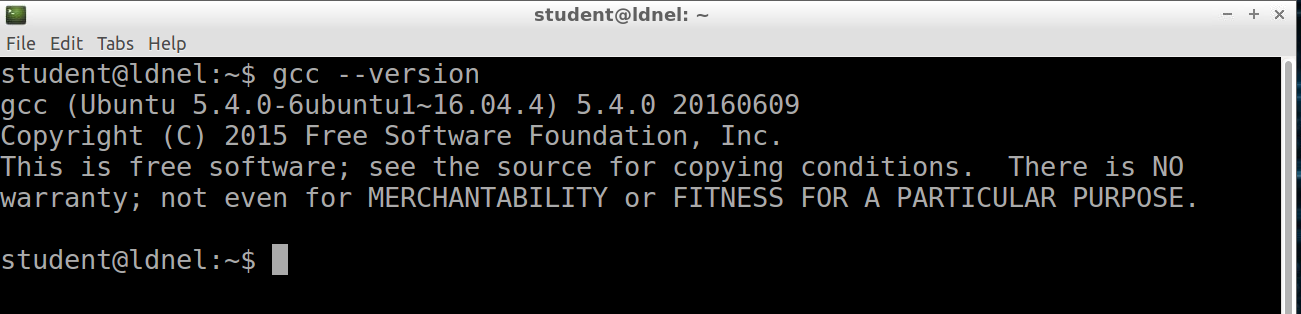 student@ldnel: ~
File Edit Tabs Help
student@ldnel:~$ gcc --version
gcc (Ubuntu 5.4.0-6ubuntu1~16.04.4) 5.4.0 20160609
Copyright (C) 2015 Free Software Foundation, Inc.
This is free software; see the source for copying conditions.  There is NO
warranty; not even for MERCHANTABILITY or FITNESS FOR A PARTICULAR PURPOSE.
student@ldnel:~$